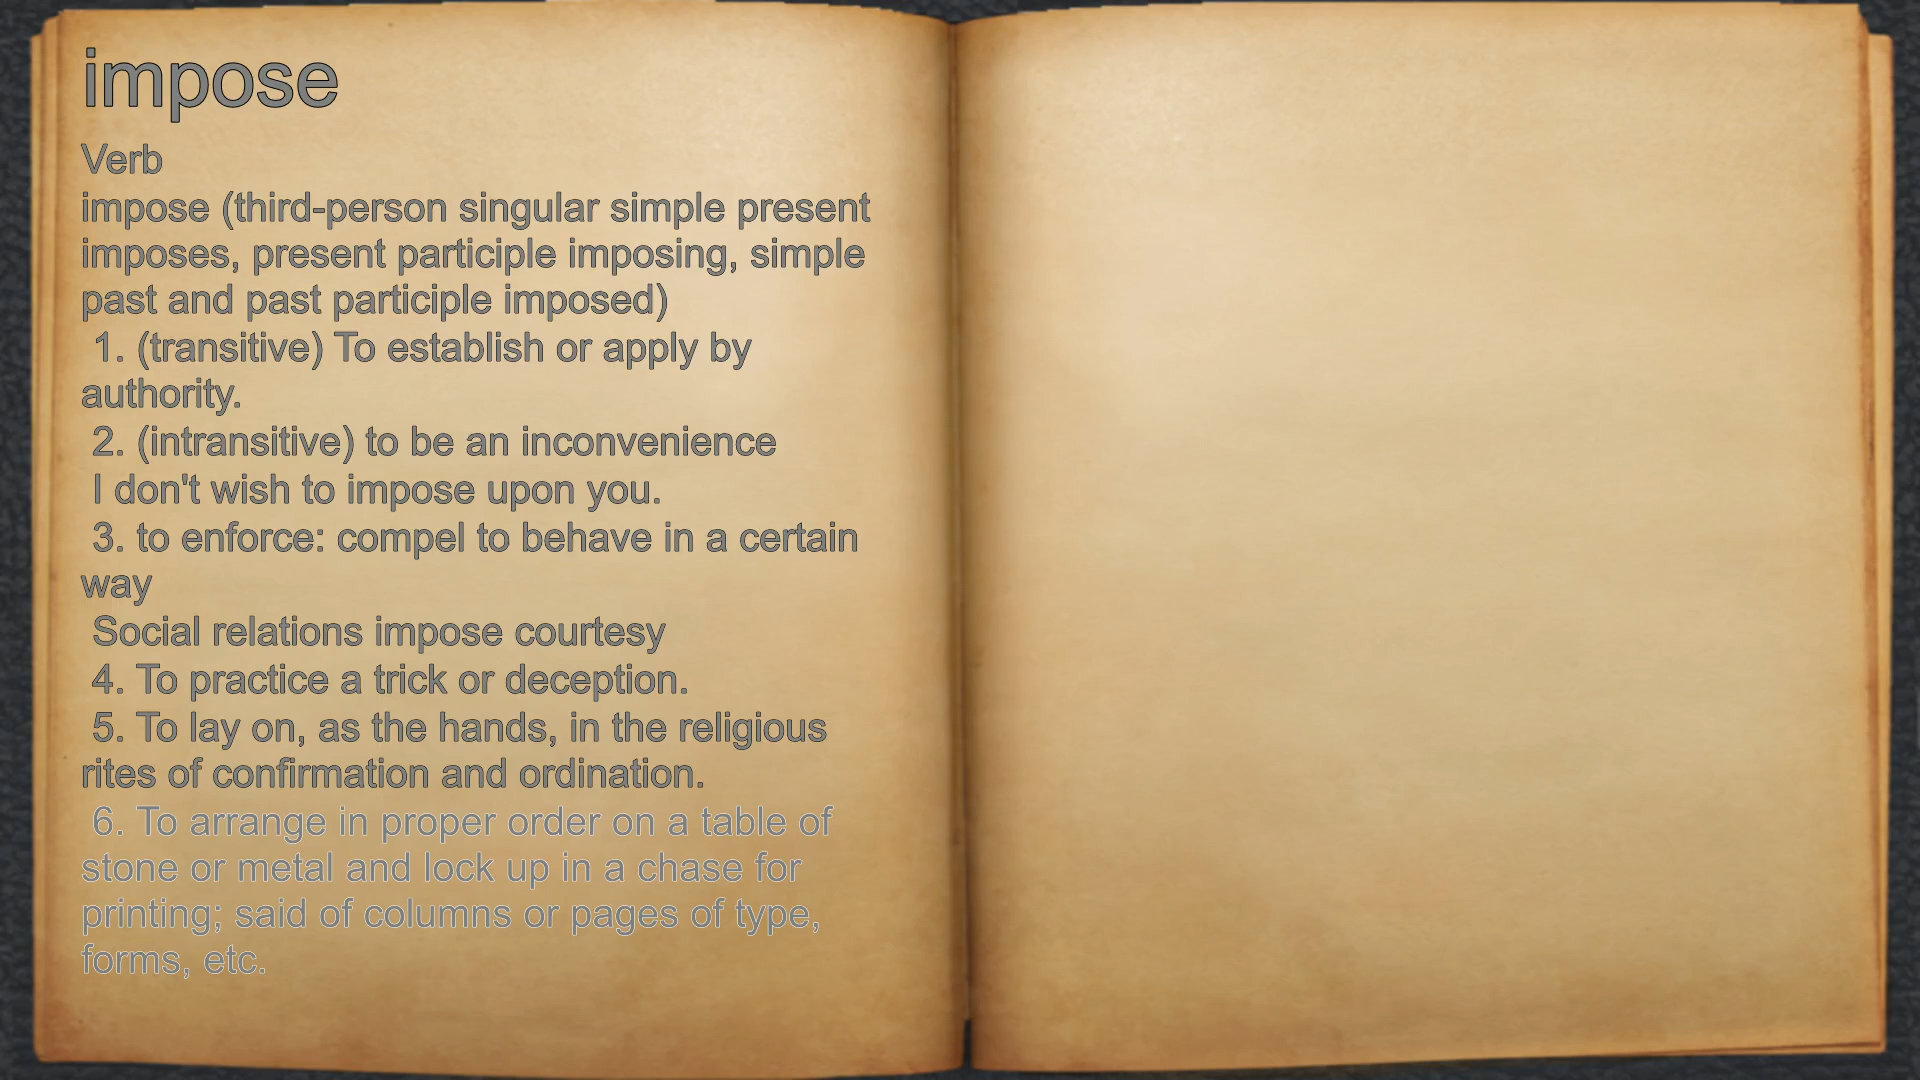 impose
Verb
impose (third-person singular simple present
imposes, present participle imposing, simple
past and past participle imposed)
1. (transitive) To establish or apply by
authority.
2. (intransitive) to be an inconvenience
I don't wish to impose upon you.
3. to enforce: compel to behave in a certain
way
Social relations impose courtesy
4. To practice a trick or deception.
5. To lay on, as the hands, in the religious
rites of confirmation and ordination.
6. To arrange in proper order on a table of
stone or metal and lock up in a chase for
printing; said of columns or pages of type,
forms, etc.